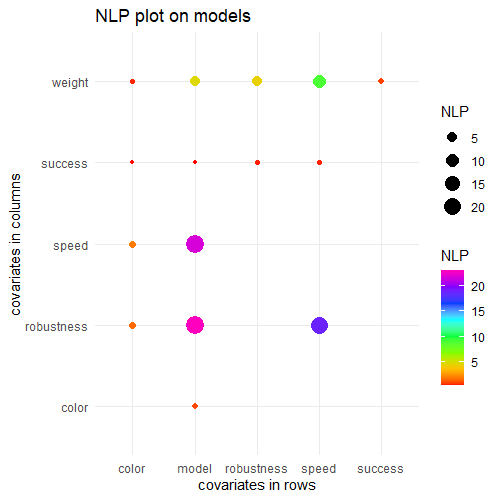 NLP plot on models
covariates in columns
weight
success
speed
robustness
color
color model robustness speed success
covariates in rows
NLP
5
10
15
20
NLP
20
15
10
5